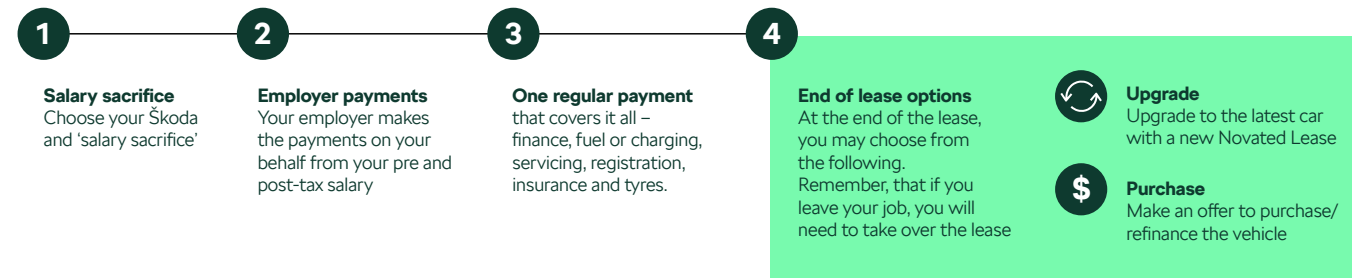 1
Salary sacrifice
Choose your Škoda
and ‘salary sacrifice’
2
Employer payments
Your employer makes
the payments on your
behalf from your pre and
post-tax salary
3
One regular payment
that covers it all –
finance, fuel or charging,
servicing, registration,
insurance and tyres.
4
End of lease options
At the end of the lease,
you may choose from
the following.
Remember, that if you
leave your job, you will
need to take over the lease
Upgrade
Upgrade to the latest car
with a new Novated Lease
$
Purchase
Make an offer to purchase/
refinance the vehicle